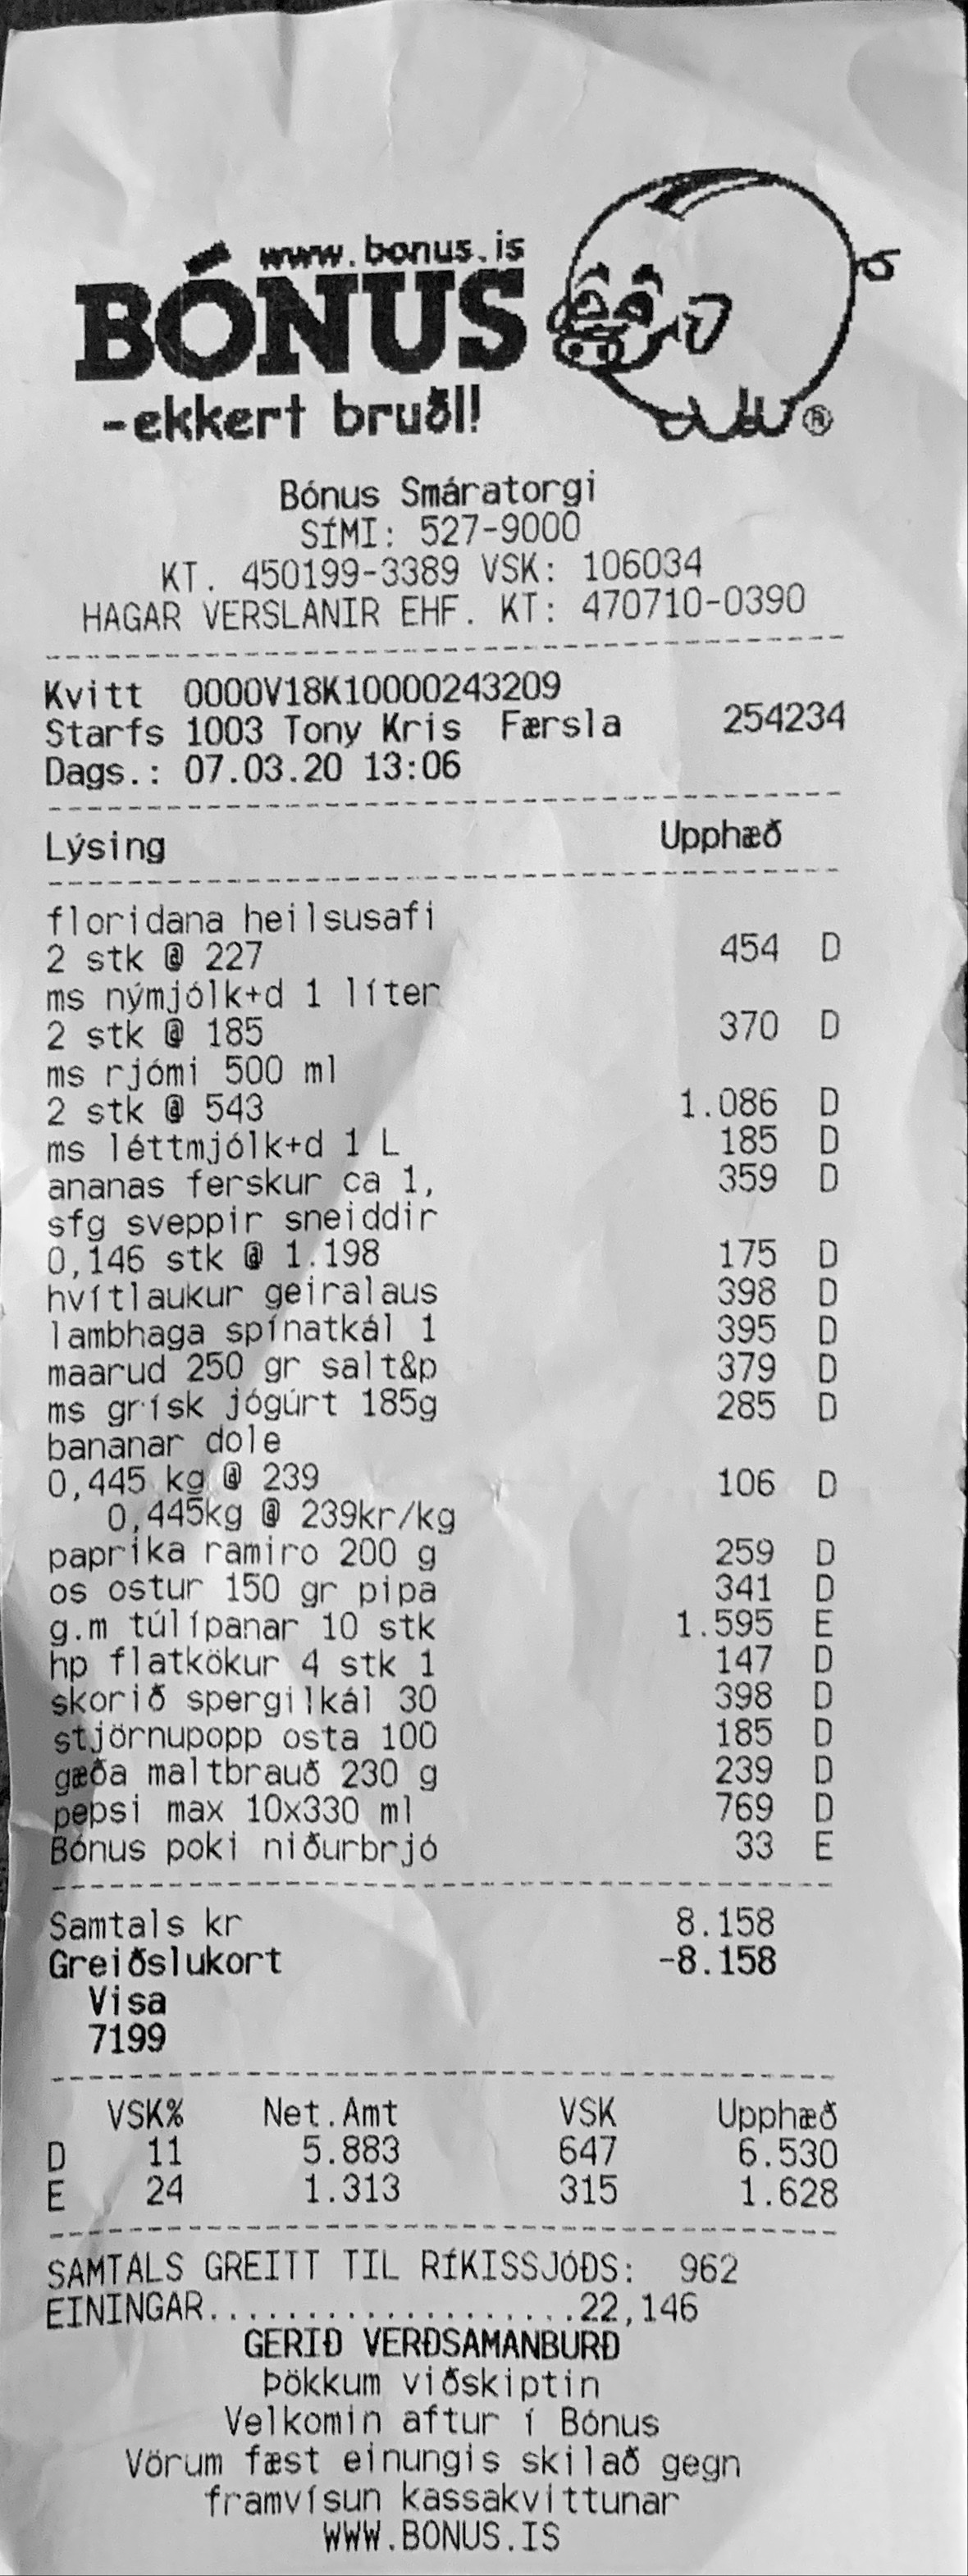 www.bonus.is
BÓNUS
-ekkert bruðl!
®
Bónus Smáratorgi
SÍMI: 527-9000
KT. 450199-3389 VSK: 106034
HAGAR VERSLANIR EHF. KT: 470710-0390
Kvitt 0000V18K10000243209
Starfs 1003 Tony Kris Færsla 254234
Dags.: 07.03.20 13:06
Lýsing Upphæð
floridana heilsusafi
2 stk @ 227 454 D
ms nýmjólk+d 1 líter
2 stk @ 185 370 D
ms rjómi 500 ml
2 stk @ 543 1.086 D
ms léttmjólk+d 1 L 185 D
ananas ferskur ca 1, 359 D
sfg sveppir sneiddir
0,146 stk @ 1.198 175 D
hvítlaukur geiralaus 398 D
lambhaga spínatkál 1 395 D
maarud 250 gr salt&p 379 D
ms grísk jógúrt 185g 285 D
bananar dole
0,445 kg @ 239 106 D
0,445kg @ 239kr/kg
paprika ramiro 200 g 259 D
os ostur 150 gr pipa 341 D
g.m túlípanar 10 stk 1.595 E
hp flatkökur 4 stk 1 147 D
skorið spergilkál 30 398 D
stjörnupopp osta 100 185 D
gæða maltbrauð 230 g 239 D
pepsi max 10x330 ml 769 D
Bónus poki niðurbrjó 33 E
Samtals kr 8.158
Greiðslukort -8.158
Visa
7199
VSK% Net.Amt VSK Upphæð
D 11 5.883 647 6.530
E 24 1.313 315 1.628
SAMTALS GREITT TIL RÍKISSJÓÐS: 962
EININGAR...................22,146
GERIÐ VERÐSAMANBURÐ
Þökkum viðskiptin
Velkomin aftur í Bónus
Vörum fæst einungis skilað gegn
framvísun kassakvittunar
WWW.BONUS.IS